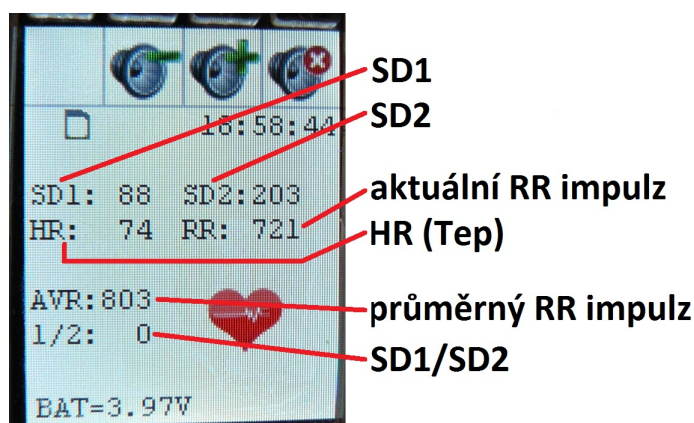 SD1
SD2
16:58:44
SD1: 88 SD2:203
aktuální RR impulz
HR: 74 RR: 721
HR (Tep)
AVR:803
průměrný RR impulz
1/2: 0
SD1/SD2
BAT=3.97V